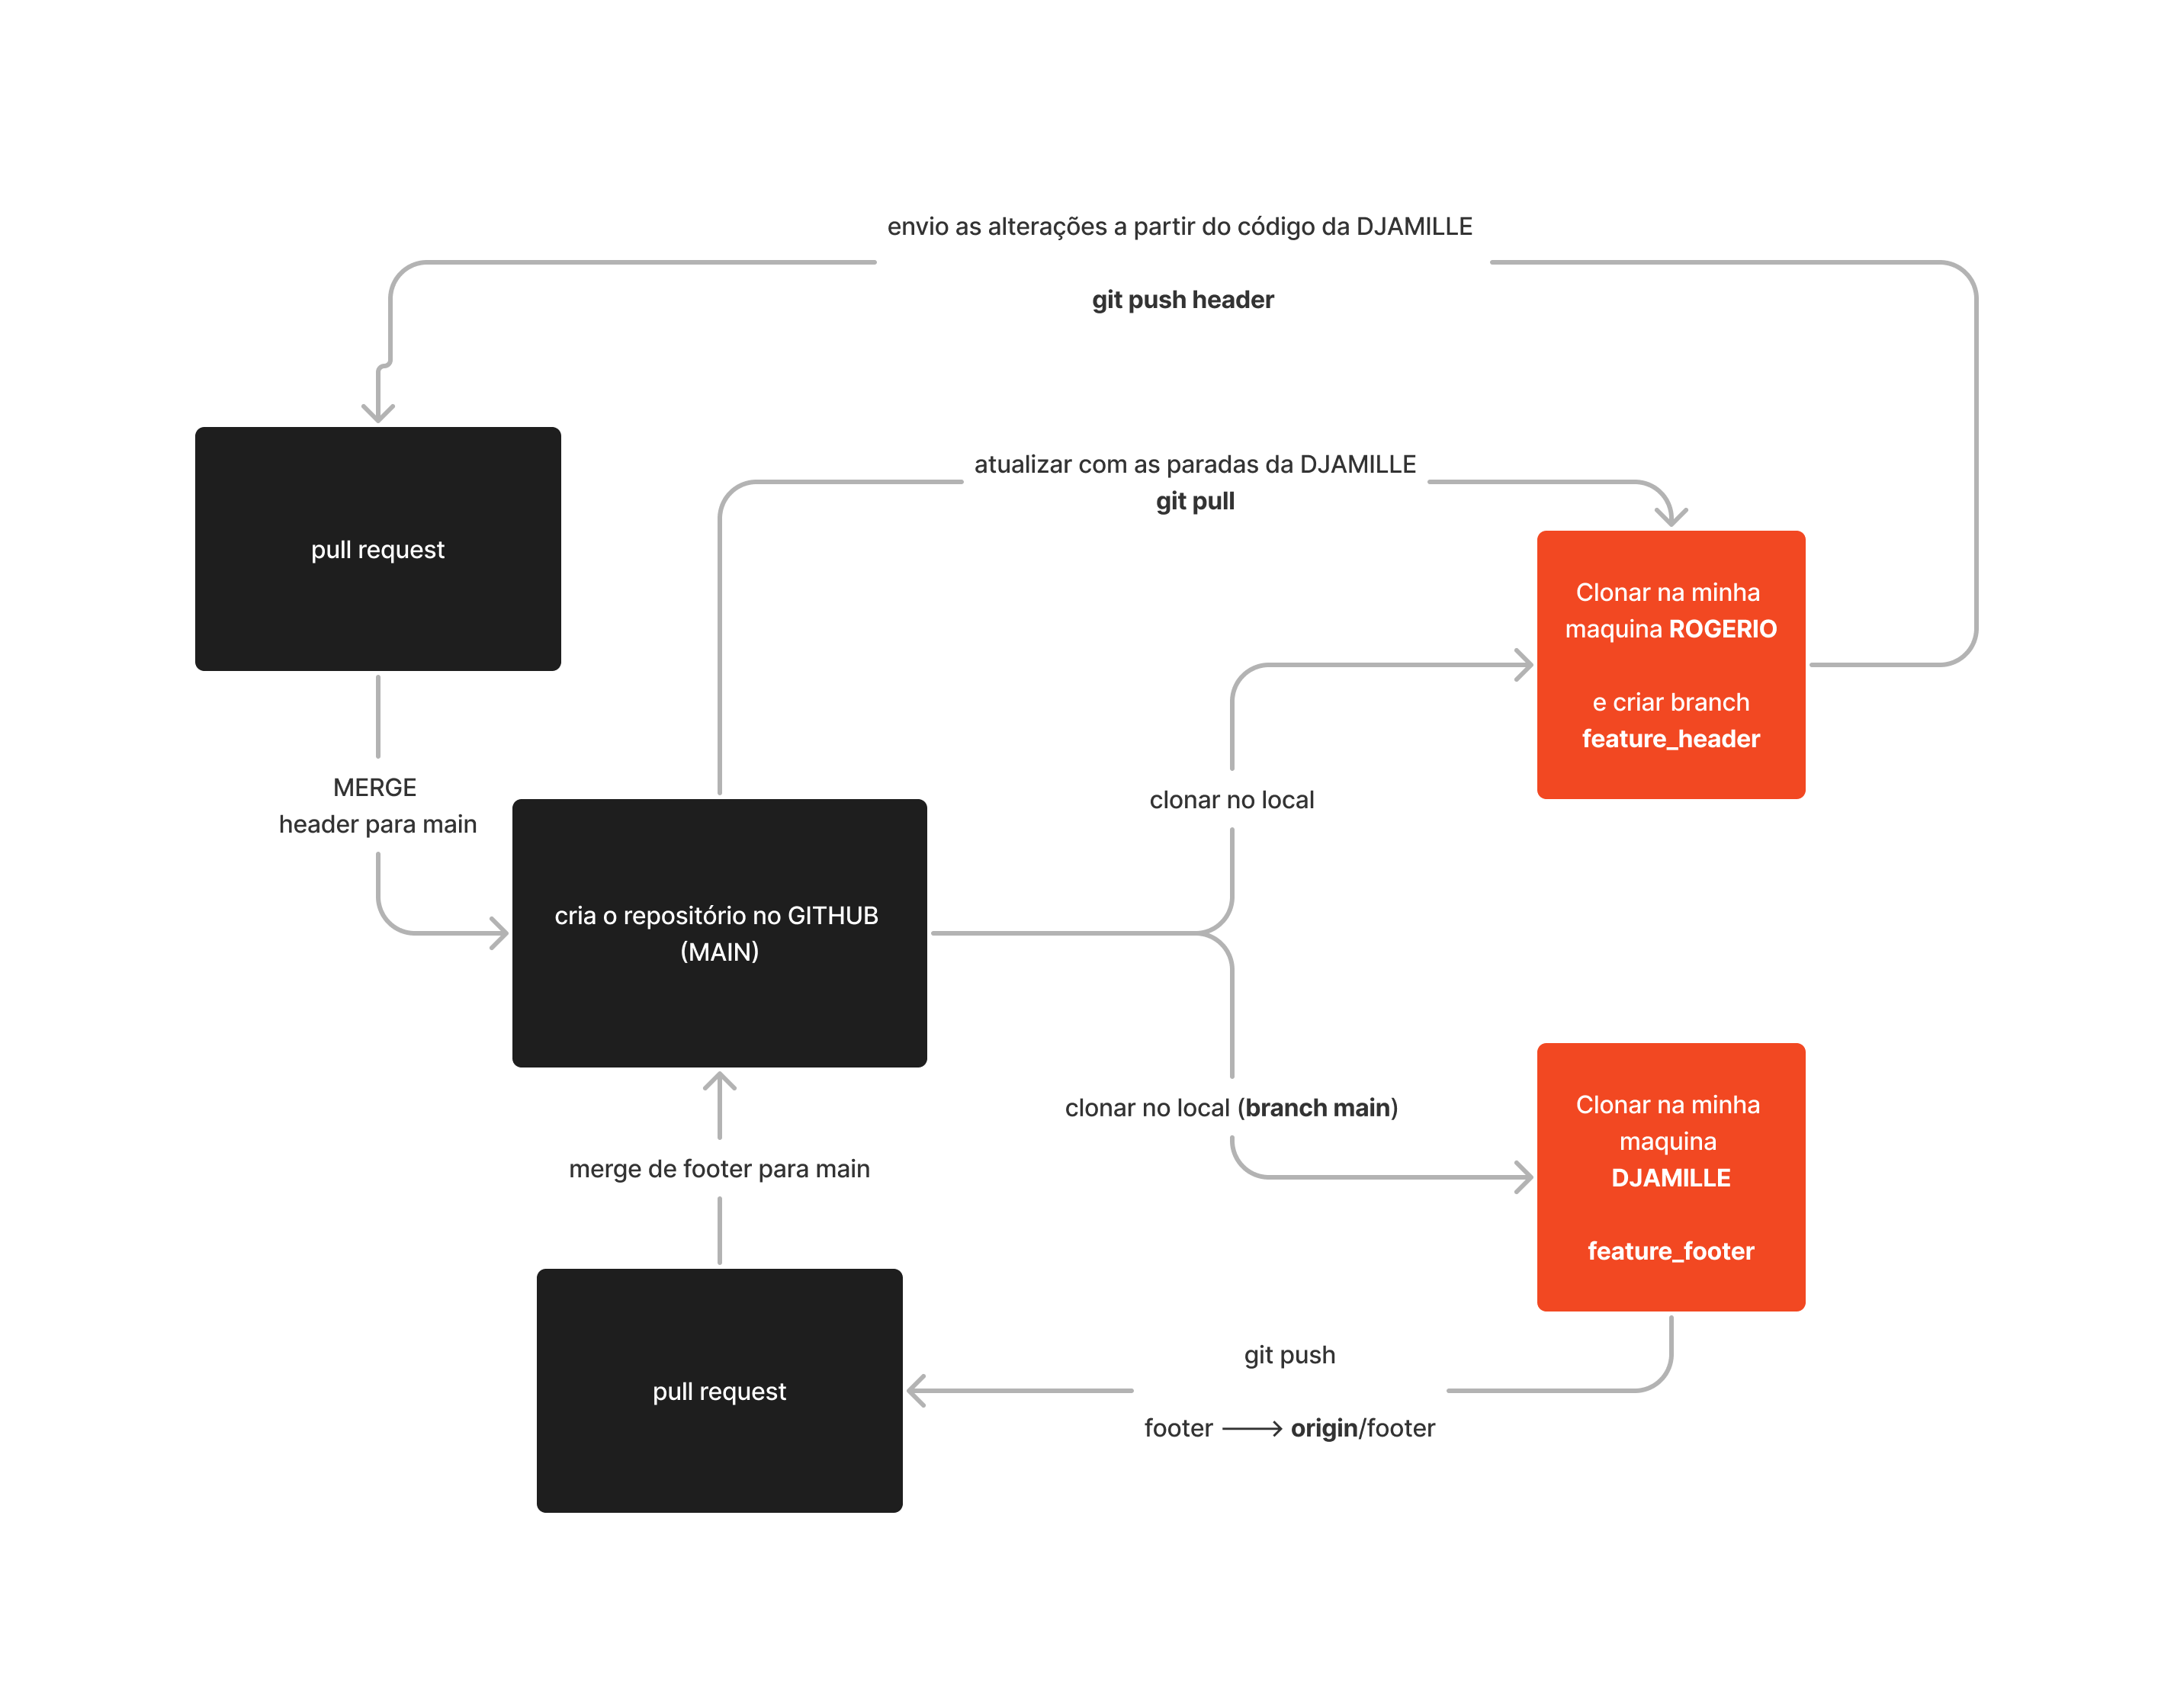 envio as alterações a partir do código da DJAMILLE
git push header
atualizar com as paradas da DJAMILLE
git pull
pull request
Clonar na minha
maquina ROGERIO
e criar branch
feature_header
MERGE
header para main
clonar no local
cria o repositório no GITHUB
(MAIN)
clonar no local (branch main)
Clonar na minha
maquina
DJAMILLE
feature_footer
merge de footer para main
pull request
git push
footer ⟶ origin/footer